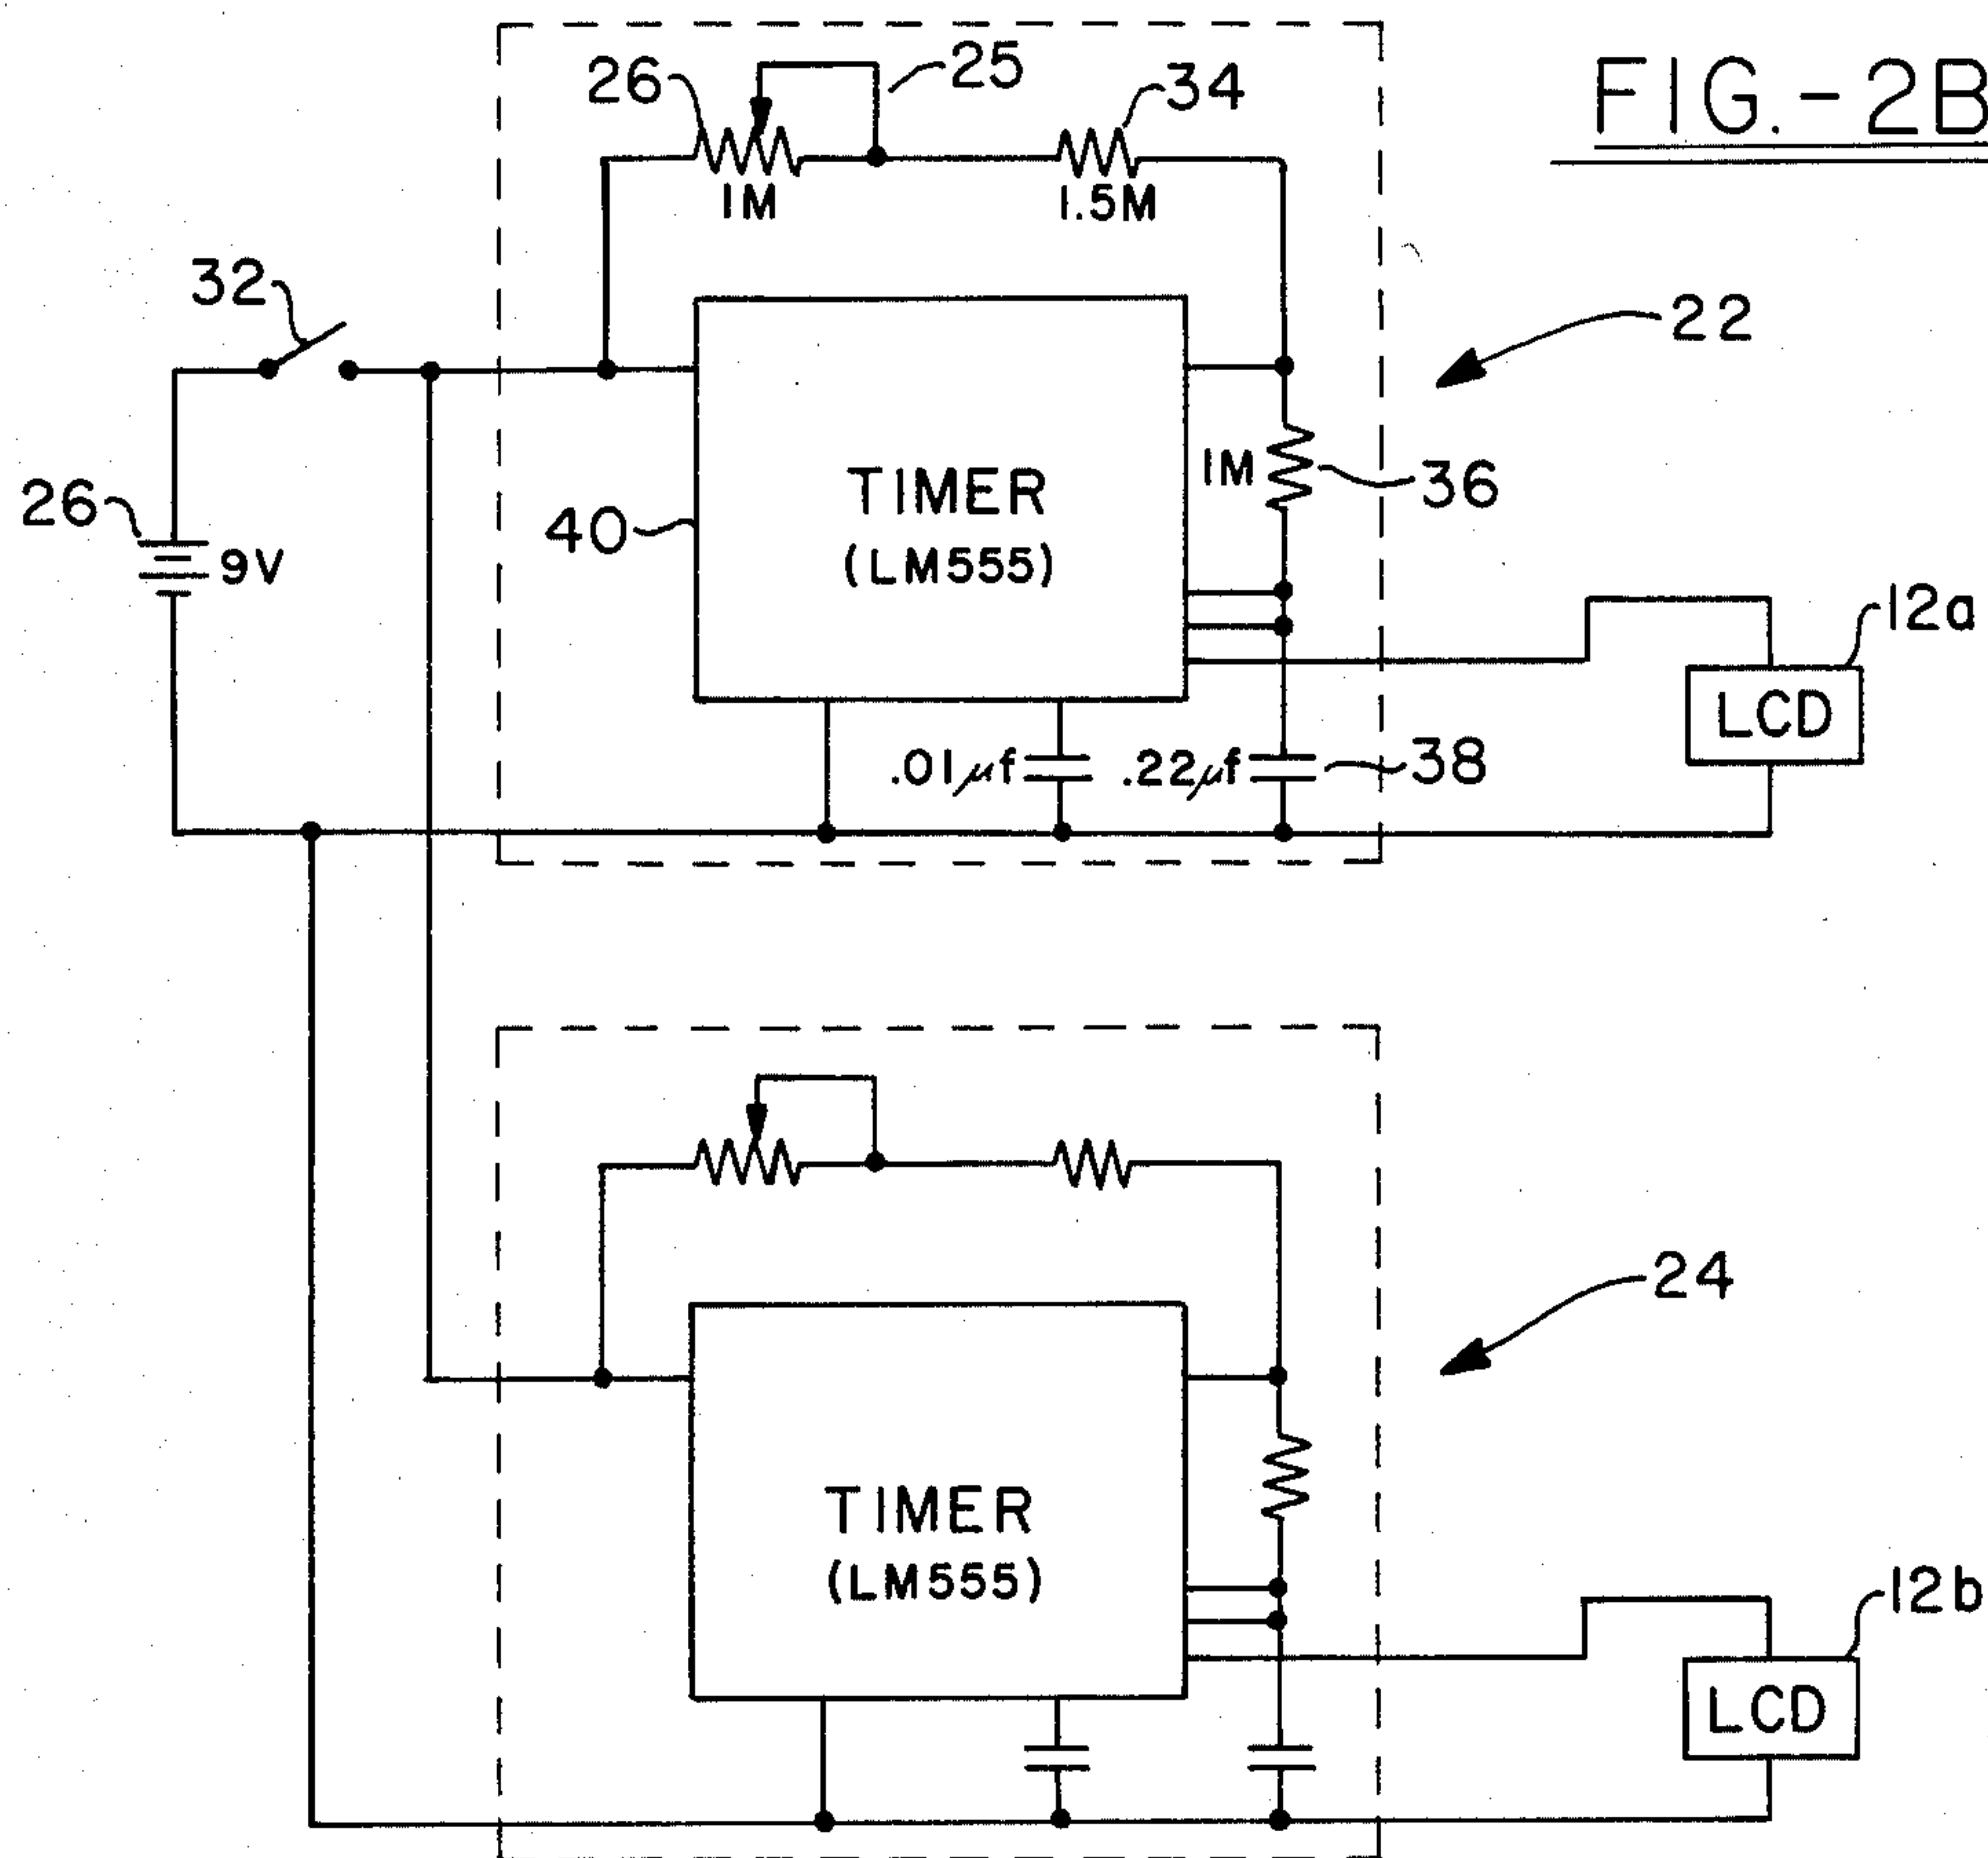 FIG.-2B
26
25
34
1M
1.5M
32
22
26
9V
40
TIMER
(LM555)
1M
36
12a
LCD
.01μf
.22μf
38
24
TIMER
(LM555)
12b
LCD